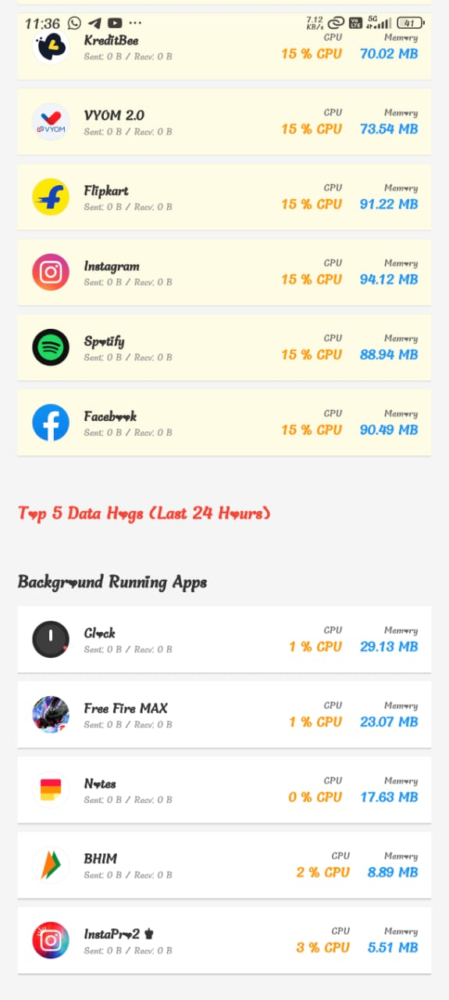 11:36 ... 7.12 KB/s Vo LTE 5G 41
CPU Memory
KreditBee
15 % CPU 70.02 MB
Sent: 0 B / Recv: 0 B
CPU Memory
VYOM 2.0
15 % CPU 73.54 MB
Sent: 0 B / Recv: 0 B
VYOM
CPU Memory
Flipkart
15 % CPU 91.22 MB
Sent: 0 B / Recv: 0 B
CPU Memory
Instagram
15 % CPU 94.12 MB
Sent: 0 B / Recv: 0 B
CPU Memory
Spotify
15 % CPU 88.94 MB
Sent: 0 B / Recv: 0 B
CPU Memory
Facebook
15 % CPU 90.49 MB
Sent: 0 B / Recv: 0 B
Top 5 Data Hogs (Last 24 Hours)
Background Running Apps
CPU Memory
Clock
1 % CPU 29.13 MB
Sent: 0 B / Recv: 0 B
CPU Memory
Free Fire MAX
1 % CPU 23.07 MB
Sent: 0 B / Recv: 0 B
CPU Memory
Notes
0 % CPU 17.63 MB
Sent: 0 B / Recv: 0 B
CPU Memory
BHIM
2 % CPU 8.89 MB
Sent: 0 B / Recv: 0 B
CPU Memory
InstaPro2
3 % CPU 5.51 MB
Sent: 0 B / Recv: 0 B